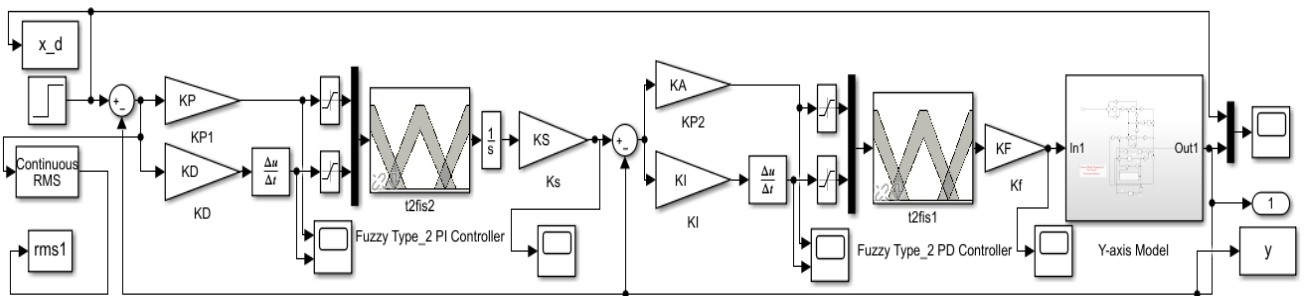 x_d
+
-
KP
KP1
KD
KD
Δu
Δt
Continuous
RMS
rms1
t2fis2
Fuzzy Type_2 PI Controller
1
s
KS
Ks
+
-
KA
KP2
KI
KI
Δu
Δt
t2fis1
Fuzzy Type_2 PD Controller
KF
Kf
In1
Out1
Y-axis Model
1
y